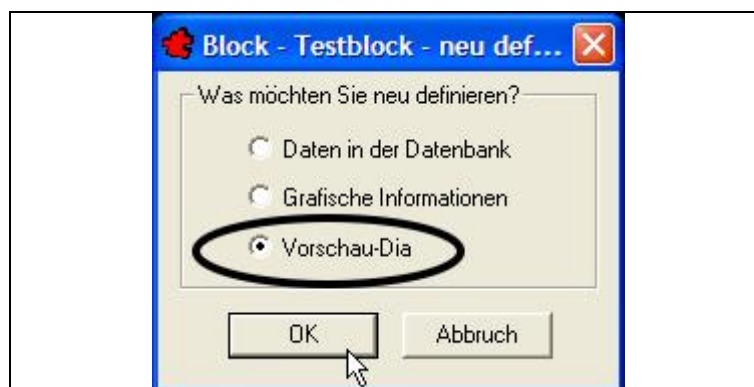 Block - Testblock - neu def...
Was möchten Sie neu definieren?
Daten in der Datenbank
Grafische Informationen
Vorschau-Dia
OK Abbruch